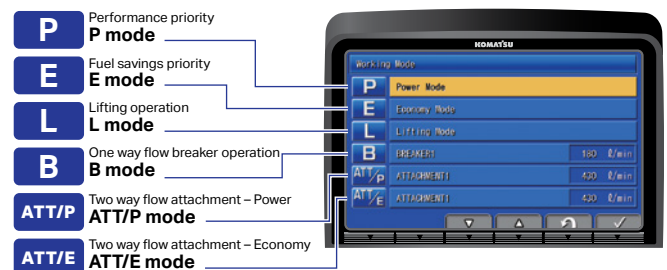 P
Performance priority
P mode
E
Fuel savings priority
E mode
L
Lifting operation
L mode
B
One way flow breaker operation
B mode
ATT/P
Two way flow attachment – Power
ATT/P mode
ATT/E
Two way flow attachment – Economy
ATT/E mode
KOMATSU
Working Mode
P Power Mode
E Economy Mode
L Lifting Mode
B BREAKER1 180 ℓ/min
ATT/P ATTACHMENT1 430 ℓ/min
ATT/E ATTACHMENT1 430 ℓ/min